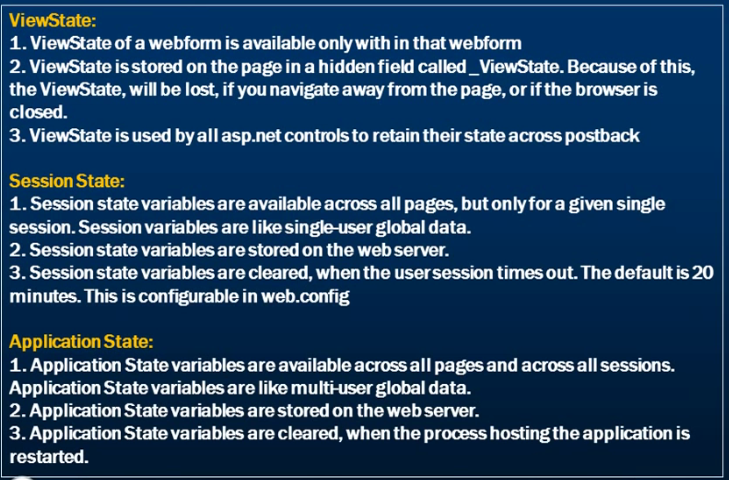 ViewState:
1. ViewState of a webform is available only with in that webform
2. ViewState is stored on the page in a hidden field called _ViewState. Because of this,
the ViewState, will be lost, if you navigate away from the page, or if the browser is
closed.
3. ViewState is used by all asp.net controls to retain their state across postback
Session State:
1. Session state variables are available across all pages, but only for a given single
session. Session variables are like single-user global data.
2. Session state variables are stored on the web server.
3. Session state variables are cleared, when the user session times out. The default is 20
minutes. This is configurable in web.config
Application State:
1. Application State variables are available across all pages and across all sessions.
Application State variables are like multi-user global data.
2. Application State variables are stored on the web server.
3. Application State variables are cleared, when the process hosting the application is
restarted.